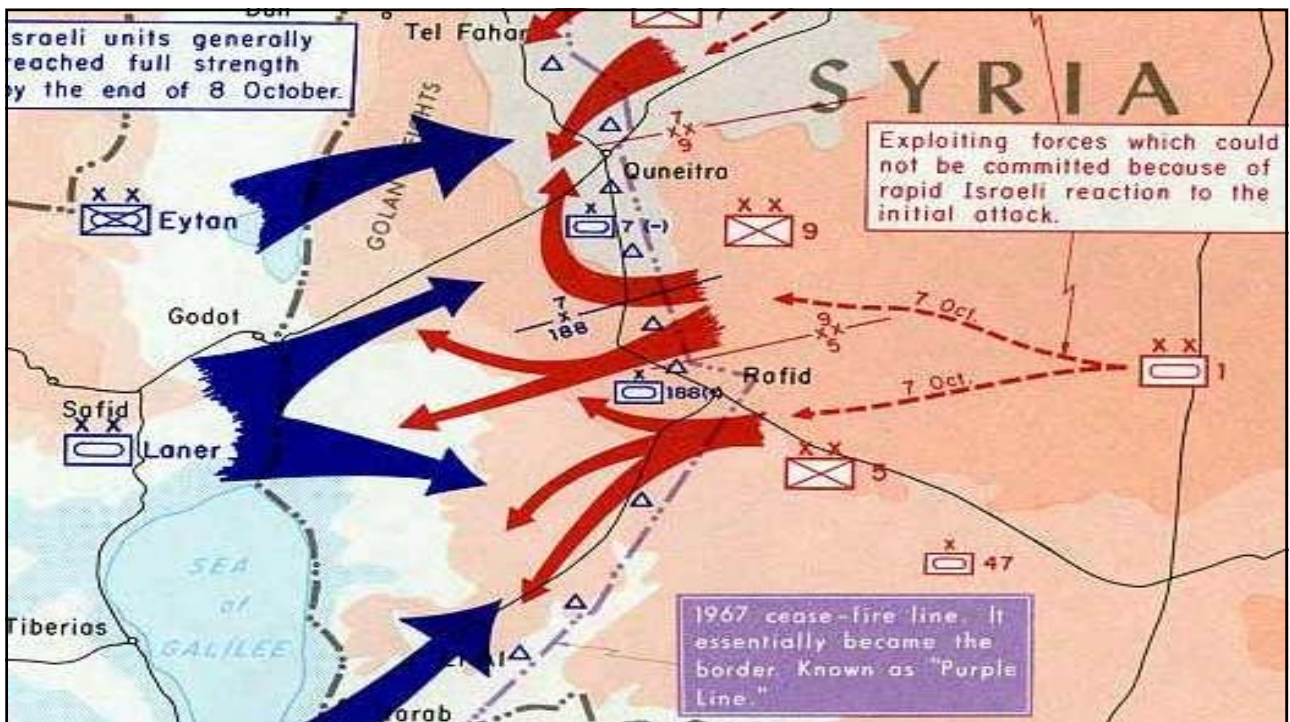 Israeli units generally
reached full strength
by the end of 8 October.
Tel Fahar
SYRIA
GOLAN HEIGHTS
7
XX
9
Quneitra
Exploiting forces which could
not be committed because of
rapid Israeli reaction to the
initial attack.
X X
Eytan
X
7 (-)
X X
9
Godot
7
X
188
7 Oct.
9
XX
5
X X
1
Rafid
X
188
7 Oct.
Safid
X X
Laner
X X
5
SEA
of
GALILEE
X
47
Tiberias
1967 cease-fire line. It
essentially became the
border. Known as "Purple
Line."
arab